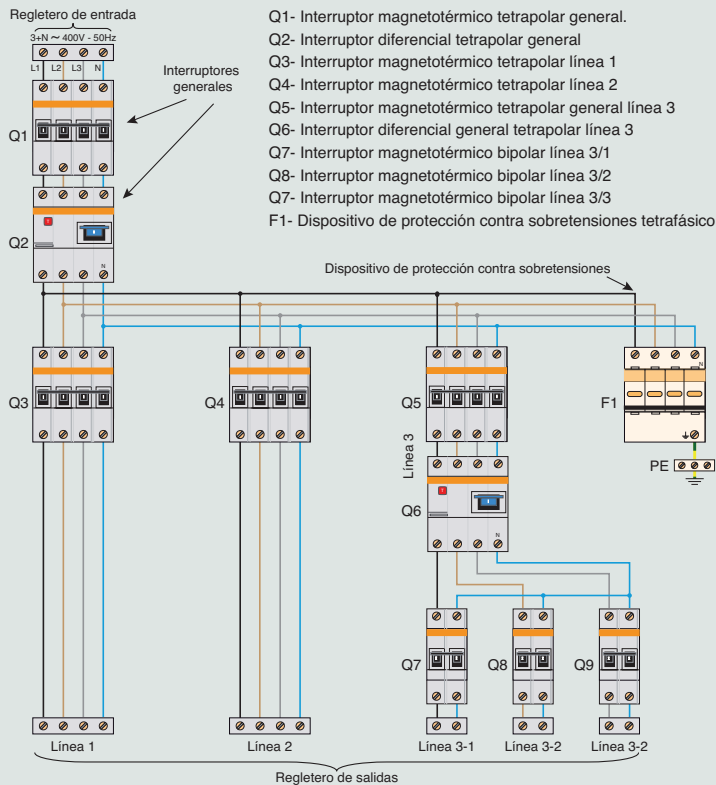 Regletero de entrada
3+N ~ 400V - 50Hz
L1 L2 L3 N
Interruptores
generales
Q1- Interruptor magnetotérmico tetrapolar general.
Q2- Interruptor diferencial tetrapolar general
Q3- Interruptor magnetotérmico tetrapolar línea 1
Q4- Interruptor magnetotérmico tetrapolar línea 2
Q5- Interruptor magnetotérmico tetrapolar general línea 3
Q6- Interruptor diferencial general tetrapolar línea 3
Q7- Interruptor magnetotérmico bipolar línea 3/1
Q8- Interruptor magnetotérmico bipolar línea 3/2
Q7- Interruptor magnetotérmico bipolar línea 3/3
F1- Dispositivo de protección contra sobretensiones tetrafásico
Q1
Q2
N
Dispositivo de protección contra sobretensiones
Q3
Q4
Q5
F1
N
Línea 3
PE
Q6
N
Q7
Q8
Q9
Línea 1
Línea 2
Línea 3-1
Línea 3-2
Línea 3-2
Regletero de salidas